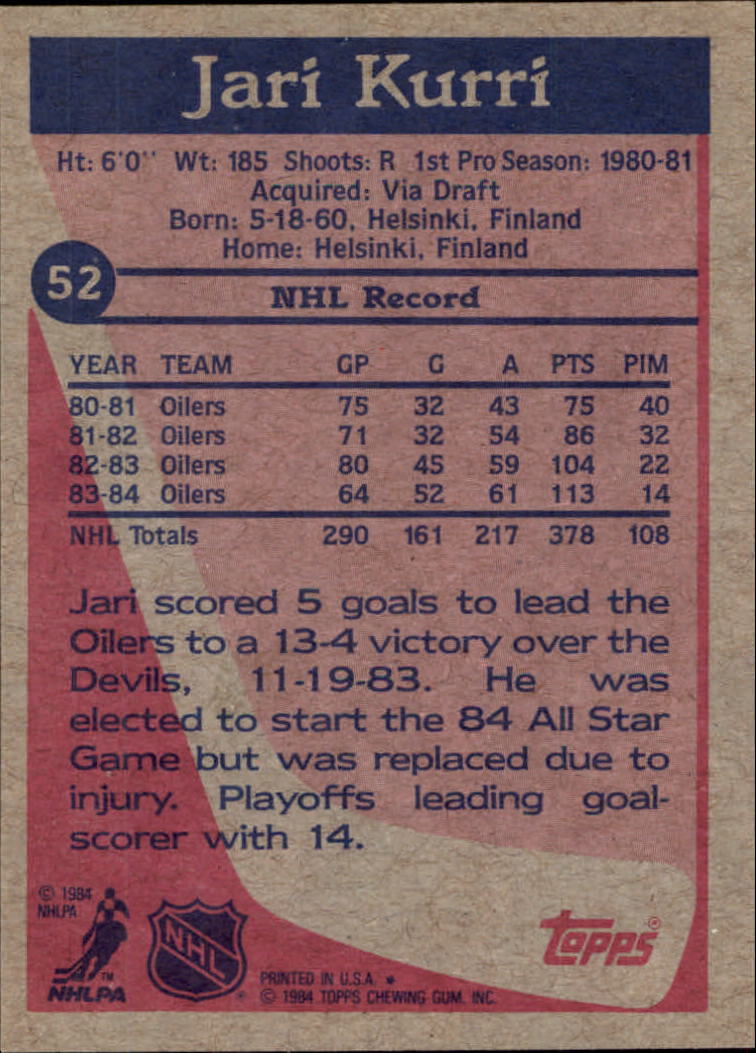 Jari Kurri
Ht: 6'0" Wt: 185 Shoots: R 1st Pro Season: 1980-81
Acquired: Via Draft
Born: 5-18-60, Helsinki, Finland
Home: Helsinki, Finland
52
NHL Record
YEAR TEAM GP G A PTS PIM
80-81 Oilers 75 32 43 75 40
81-82 Oilers 71 32 54 86 32
82-83 Oilers 80 45 59 104 22
83-84 Oilers 64 52 61 113 14
NHL Totals 290 161 217 378 108
Jari scored 5 goals to lead the
Oilers to a 13-4 victory over the
Devils, 11-19-83. He was
elected to start the 84 All Star
Game but was replaced due to
injury. Playoffs leading goal-
scorer with 14.
© 1984
NHLPA
TM
NHLPA
NHL
®
PRINTED IN U.S.A. *
© 1984 TOPPS CHEWING GUM, INC.
Topps®